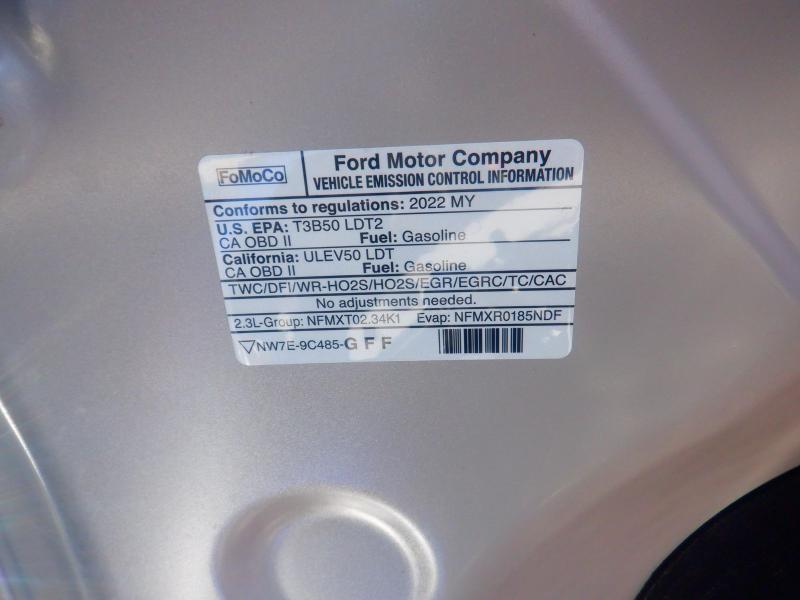 FoMoCo
Ford Motor Company
VEHICLE EMISSION CONTROL INFORMATION
Conforms to regulations: 2022 MY
U.S. EPA: T3B50 LDT2
CA OBD II Fuel: Gasoline
California: ULEV50 LDT
CA OBD II Fuel: Gasoline
TWC/DFI/WR-HO2S/HO2S/EGR/EGRC/TC/CAC
No adjustments needed.
2.3L-Group: NFMXT02.34K1 Evap: NFMXR0185NDF
NW7E-9C485-GFF